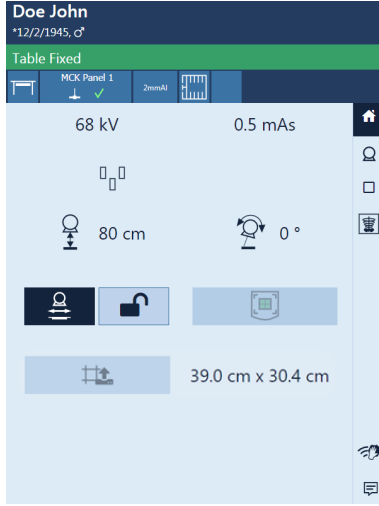 Doe John
*12/2/1945, ♂
Table Fixed
MCK Panel 1
2mmAl
68 kV
0.5 mAs
80 cm
0 °
39.0 cm x 30.4 cm